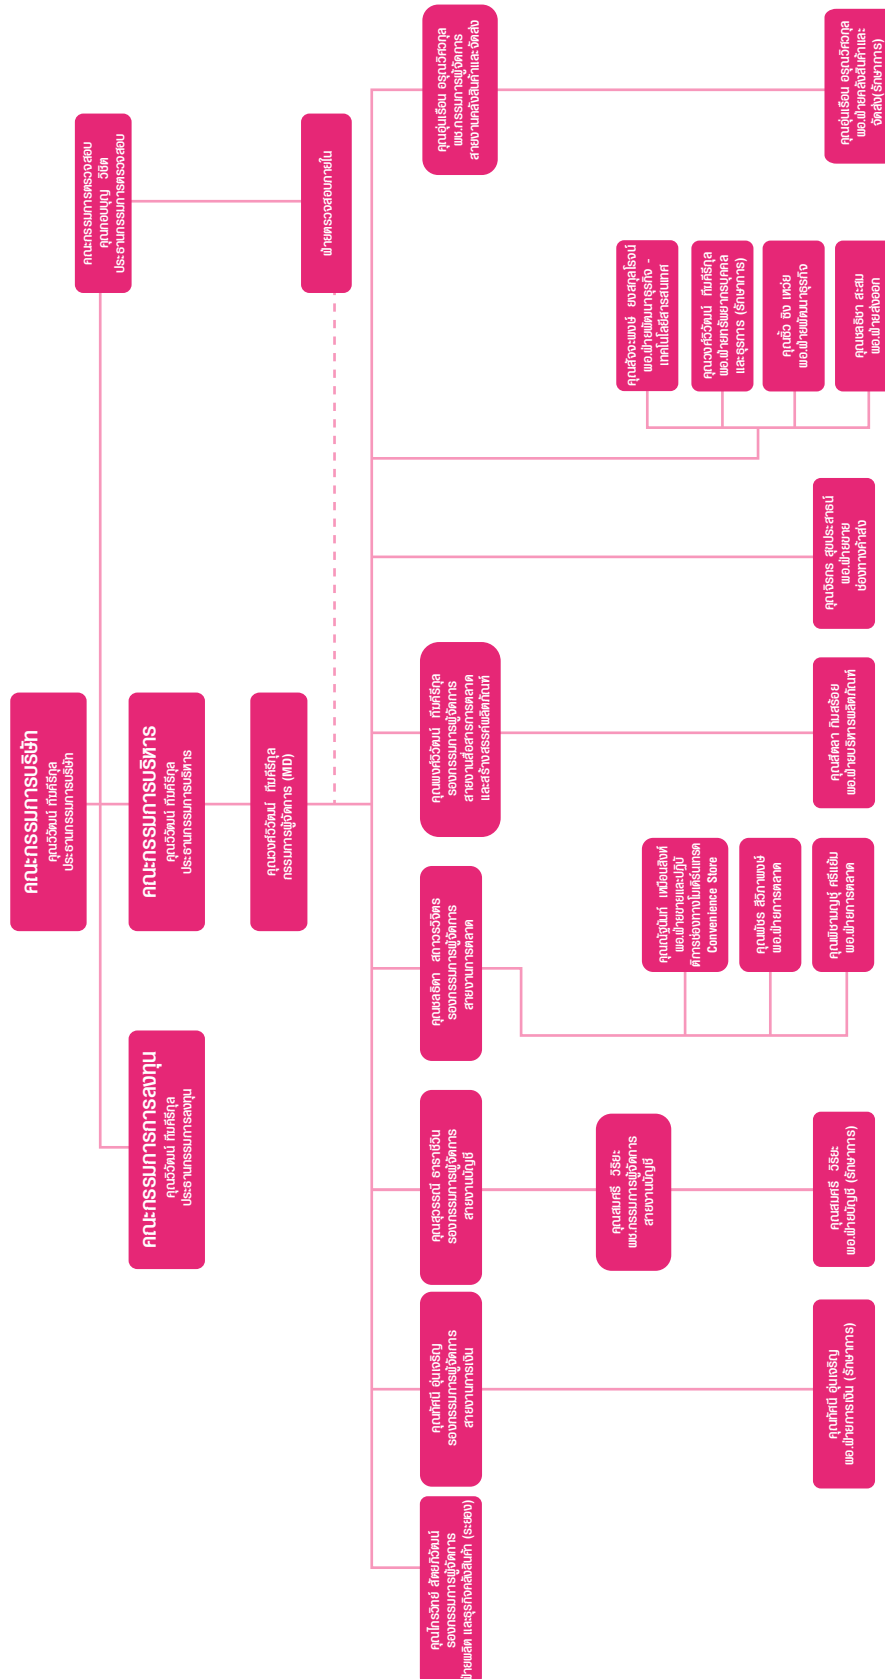 คณะกรรมการบริษัท
คุณวิวัฒน์ ทีฆคีรีกุล
ประธานกรรมการบริษัท
คณะกรรมการตรวจสอบ
คุณกอบบุญ วิชิต
ประธานกรรมการตรวจสอบ
คณะกรรมการบริหาร
คุณวิวัฒน์ ทีฆคีรีกุล
ประธานกรรมการบริหาร
คณะกรรมการการลงทุน
คุณวิวัฒน์ ทีฆคีรีกุล
ประธานกรรมการลงทุน
ฝ่ายตรวจสอบภายใน
คุณวงศ์วิวัฒน์ ทีฆคีรีกุล
กรรมการผู้จัดการ (MD)
คุณไกรวิทย์ สัตยภิวัฒน์
รองกรรมการผู้จัดการ
ฝ่ายผลิต และธุรกิจคลังสินค้า (ระยอง)
คุณทัศนี อุ่นเจริญ
รองกรรมการผู้จัดการ
สายงานการเงิน
คุณสุวรรณี ธาราชีวิน
รองกรรมการผู้จัดการ
สายงานบัญชี
คุณชลธิดา สถาวรวิจิตร
รองกรรมการผู้จัดการ
สายงานการตลาด
คุณพงศ์วิวัฒน์ ทีฆคีรีกุล
รองกรรมการผู้จัดการ
สายงานสื่อสารการตลาด
และสร้างสรรค์ผลิตภัณฑ์
คุณอุ่นเรือน อรุณวิศวกุล
ผช.กรรมการผู้จัดการ
สายงานคลังสินค้าและจัดส่ง
คุณสมศรี วิริยะ
ผช.กรรมการผู้จัดการ
สายงานบัญชี
คุณทัศนี อุ่นเจริญ
ผอ.ฝ่ายการเงิน (รักษาการ)
คุณสมศรี วิริยะ
ผอ.ฝ่ายบัญชี (รักษาการ)
คุณณัฐนันท์ เหมือนสิงห์
ผอ.ฝ่ายขายและปฏิบั
ติการช่องทางโมเดิร์นเทรด
Convenience Store
คุณพัชร สิวิกาพงษ์
ผอ.ฝ่ายการตลาด
คุณพิชามญชุ์ ศรีแย้ม
ผอ.ฝ่ายการตลาด
คุณสีตลา กิมสร้อย
ผอ.ฝ่ายบริหารผลิตภัณฑ์
คุณจิรกร สุขประสาธน์
ผอ.ฝ่ายขาย
ช่องทางค้าส่ง
คุณสัจจะพงษ์ ยงสกุลโรจน์
ผอ.ฝ่ายพัฒนาธุรกิจ -
เทคโนโลยีสารสนเทศ
คุณวงศ์วิวัฒน์ ทีฆคีรีกุล
ผอ.ฝ่ายทรัพยากรบุคคล
และธุรการ (รักษาการ)
คุณชิว ชิง เหว่ย
ผอ.ฝ่ายพัฒนาธุรกิจ
คุณชลธิชา สะสม
ผอ.ฝ่ายส่งออก
คุณอุ่นเรือน อรุณวิศวกุล
ผอ.ฝ่ายคลังสินค้าและ
จัดส่ง(รักษาการ)